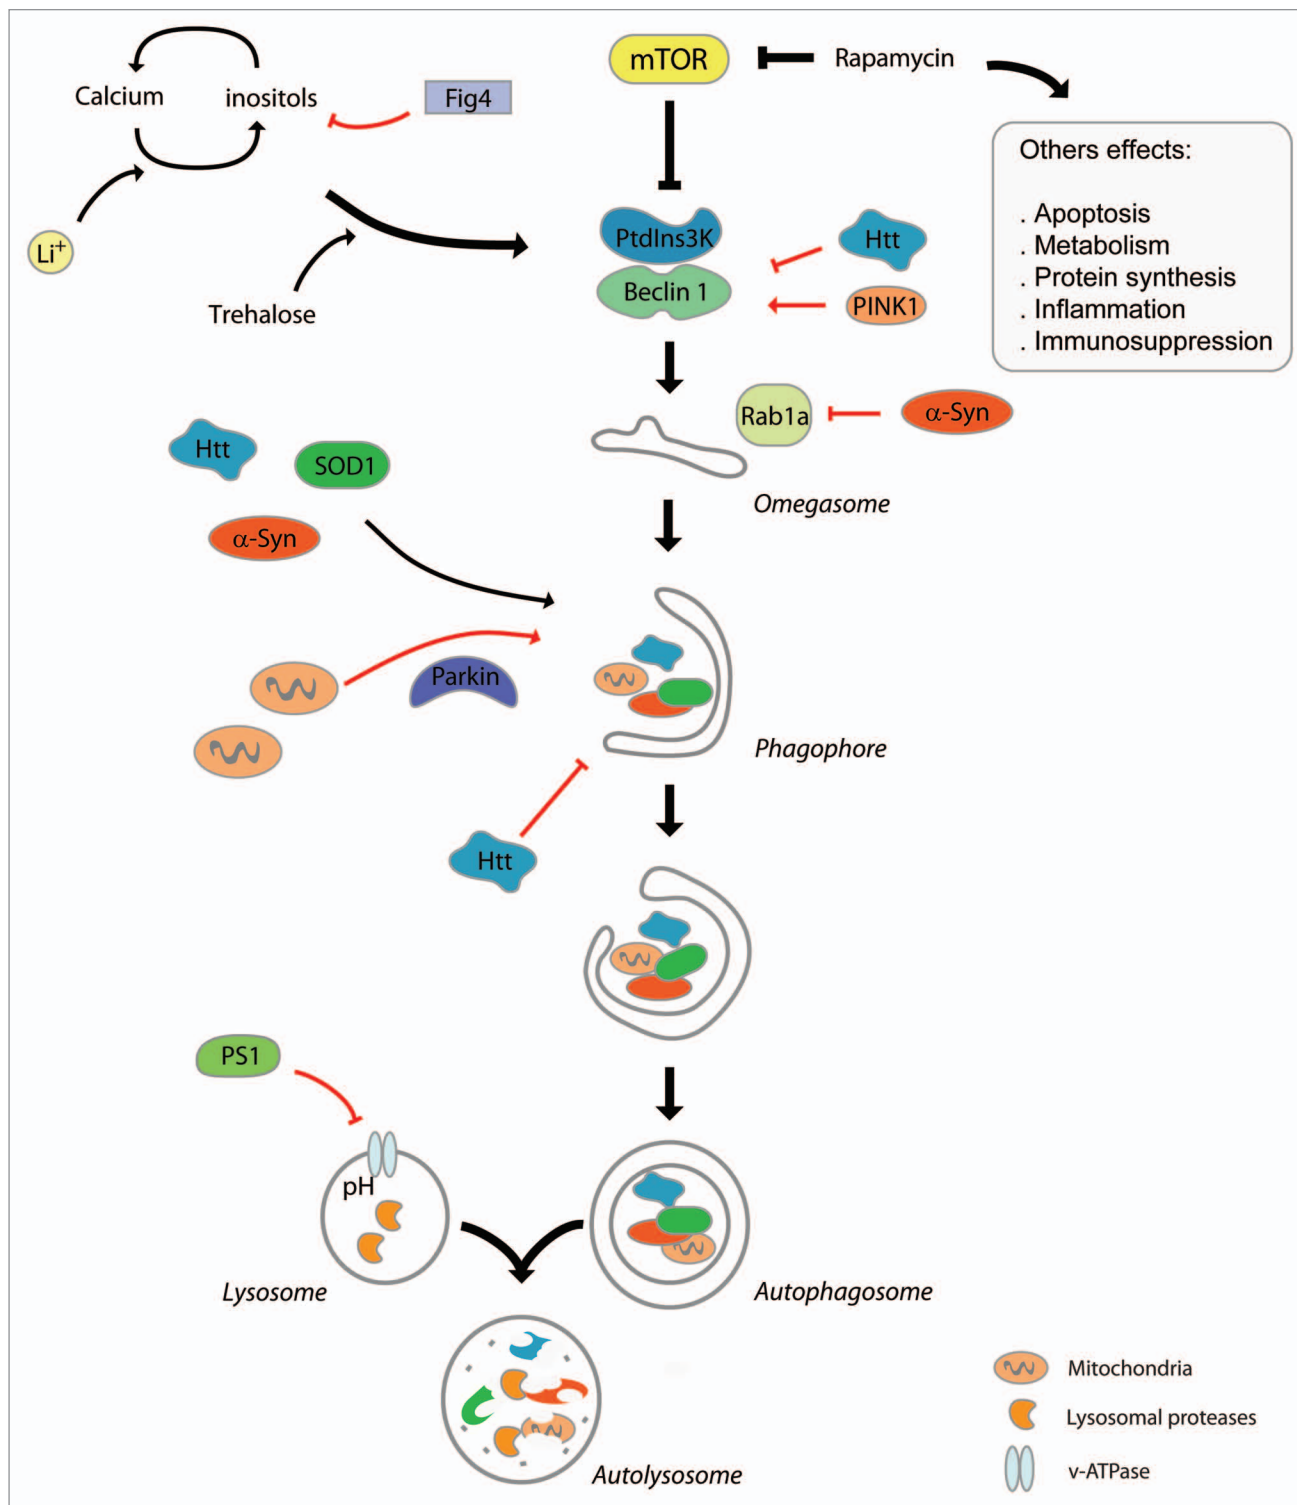 mTOR
Rapamycin
Calcium
inositols
Fig4
Others effects:
. Apoptosis
. Metabolism
. Protein synthesis
. Inflammation
. Immunosuppression
Li+
Trehalose
PtdIns3K
Beclin 1
Htt
PINK1
Rab1a
α-Syn
Omegasome
Htt
SOD1
α-Syn
Parkin
Phagophore
Htt
PS1
pH
Lysosome
Autophagosome
Autolysosome
Mitochondria
Lysosomal proteases
v-ATPase